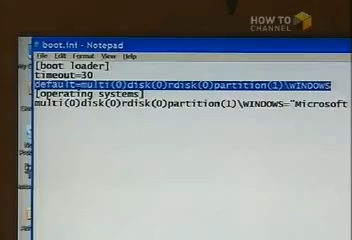 HOW TO
CHANNEL
boot.ini - Notepad
File Edit Format View Help
[boot loader]
timeout=30
default=multi(0)disk(0)rdisk(0)partition(1)\WINDOWS
[operating systems]
multi(0)disk(0)rdisk(0)partition(1)\WINDOWS="Microsoft